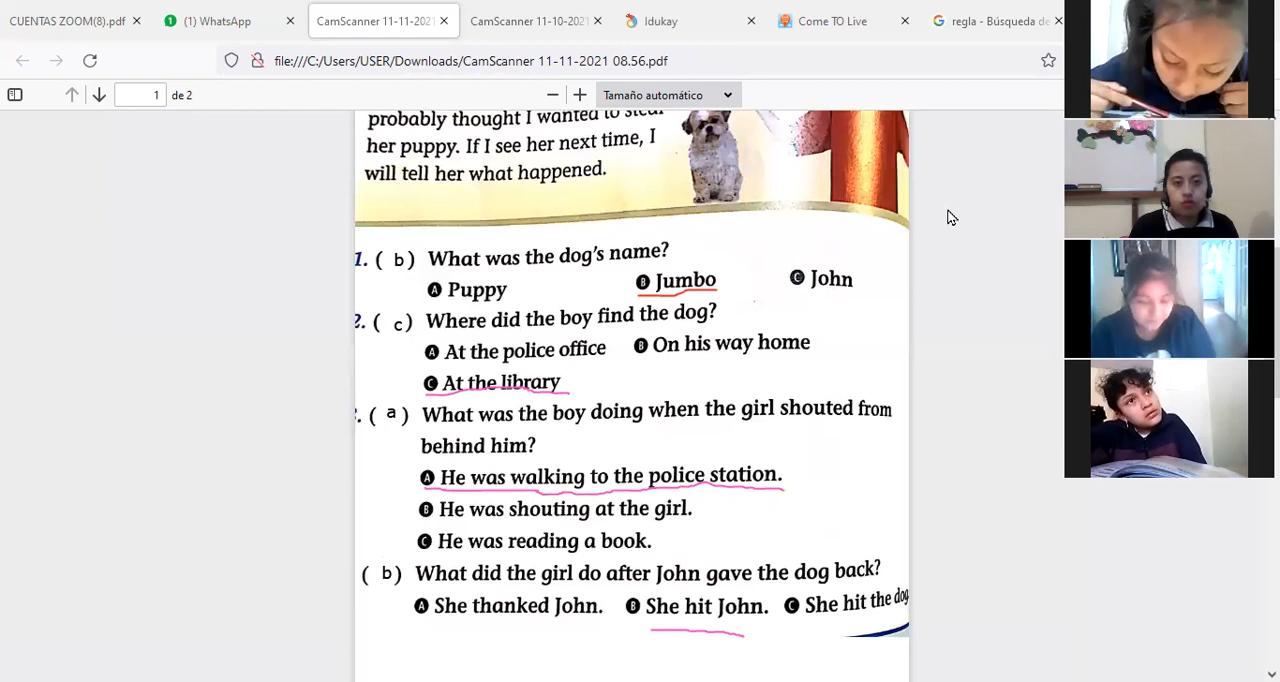 CUENTAS ZOOM(8).pdf
(1) WhatsApp
CamScanner 11-11-2021
CamScanner 11-10-2021
Idukay
Come TO Live
regla - Búsqueda de
file:///C:/Users/USER/Downloads/CamScanner 11-11-2021 08.56.pdf
1 de 2
Tamaño automático
probably thought I wanted to steal
her puppy. If I see her next time, I
will tell her what happened.
1. ( b ) What was the dog's name?
A Puppy B Jumbo C John
2. ( c ) Where did the boy find the dog?
A At the police office B On his way home
C At the library
. ( a ) What was the boy doing when the girl shouted from
behind him?
A He was walking to the police station.
B He was shouting at the girl.
C He was reading a book.
( b ) What did the girl do after John gave the dog back?
A She thanked John. B She hit John. C She hit the dog